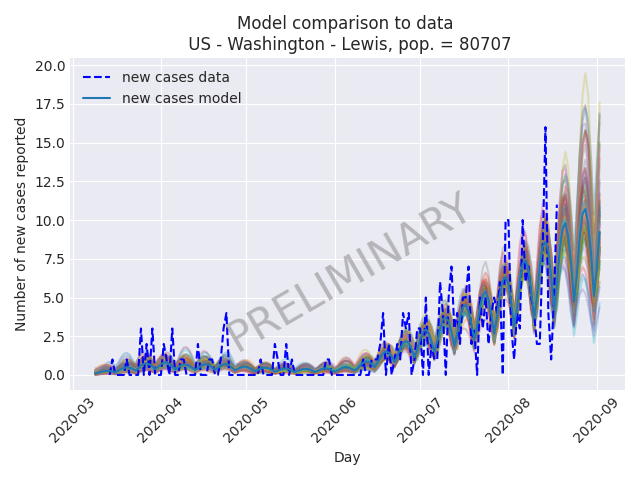 Model comparison to data
US - Washington - Lewis, pop. = 80707
20.0
17.5
15.0
12.5
10.0
7.5
5.0
2.5
0.0
Number of new cases reported
new cases data
new cases model
PRELIMINARY
2020-03
2020-04
2020-05
2020-06
2020-07
2020-08
2020-09
Day